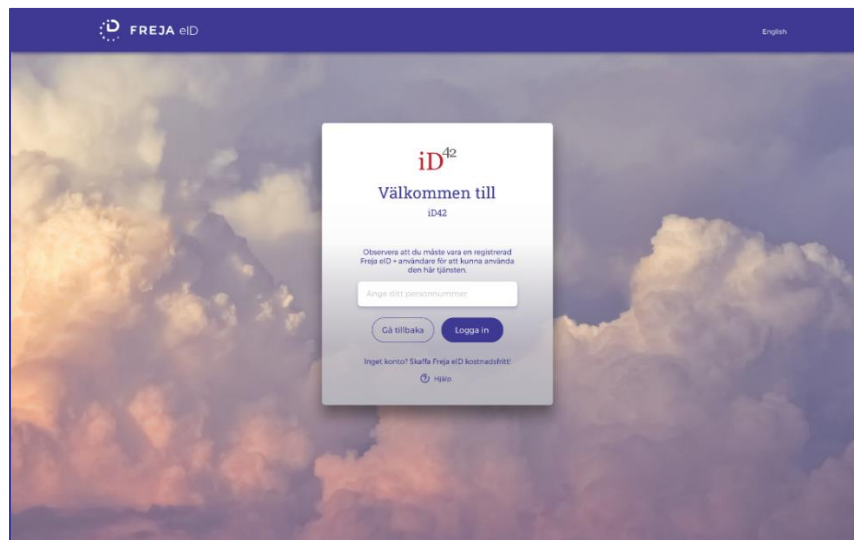 FREJA eID
English
iD42
Välkommen till
iD42
Observera att du måste vara en registrerad
Freja eID + användare för att kunna använda
den här tjänsten.
Ange ditt personnummer
Gå tillbaka
Logga in
Inget konto? Skaffa Freja eID kostnadsfritt!
Hjälp